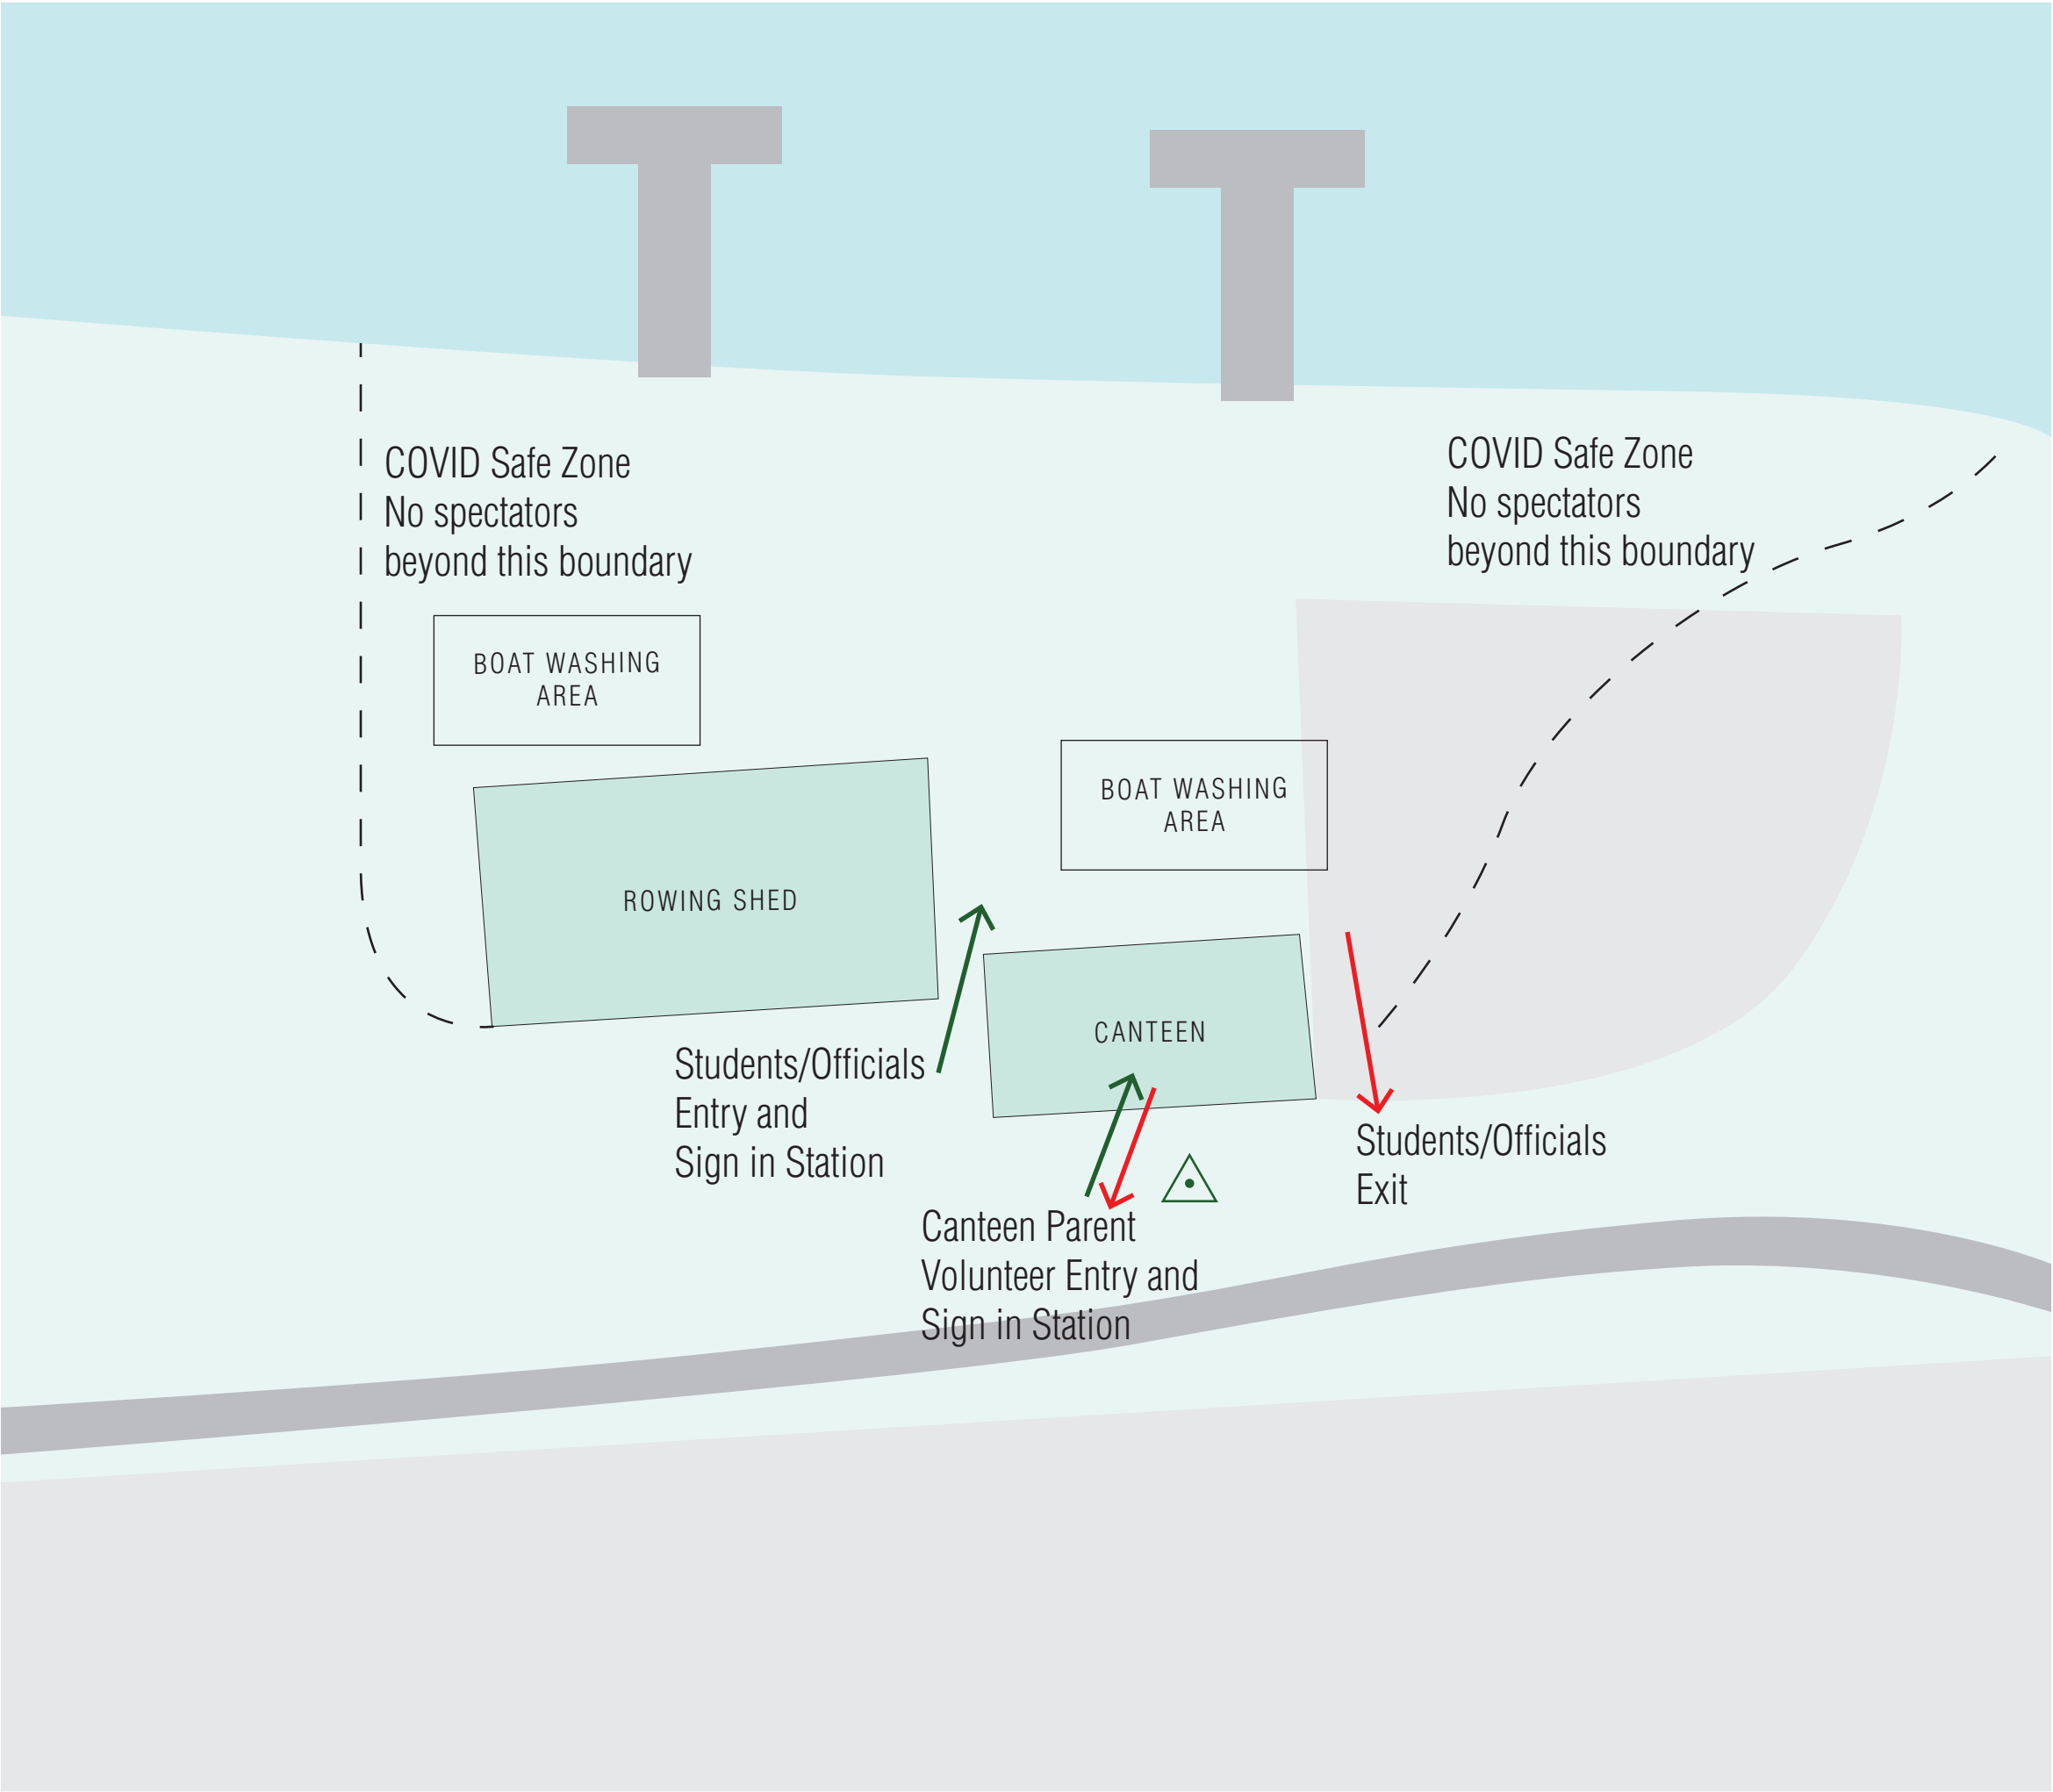 COVID Safe Zone
No spectators
beyond this boundary
COVID Safe Zone
No spectators
beyond this boundary
BOAT WASHING
AREA
BOAT WASHING
AREA
ROWING SHED
CANTEEN
Students/Officials
Entry and
Sign in Station
Students/Officials
Exit
Canteen Parent
Volunteer Entry and
Sign in Station